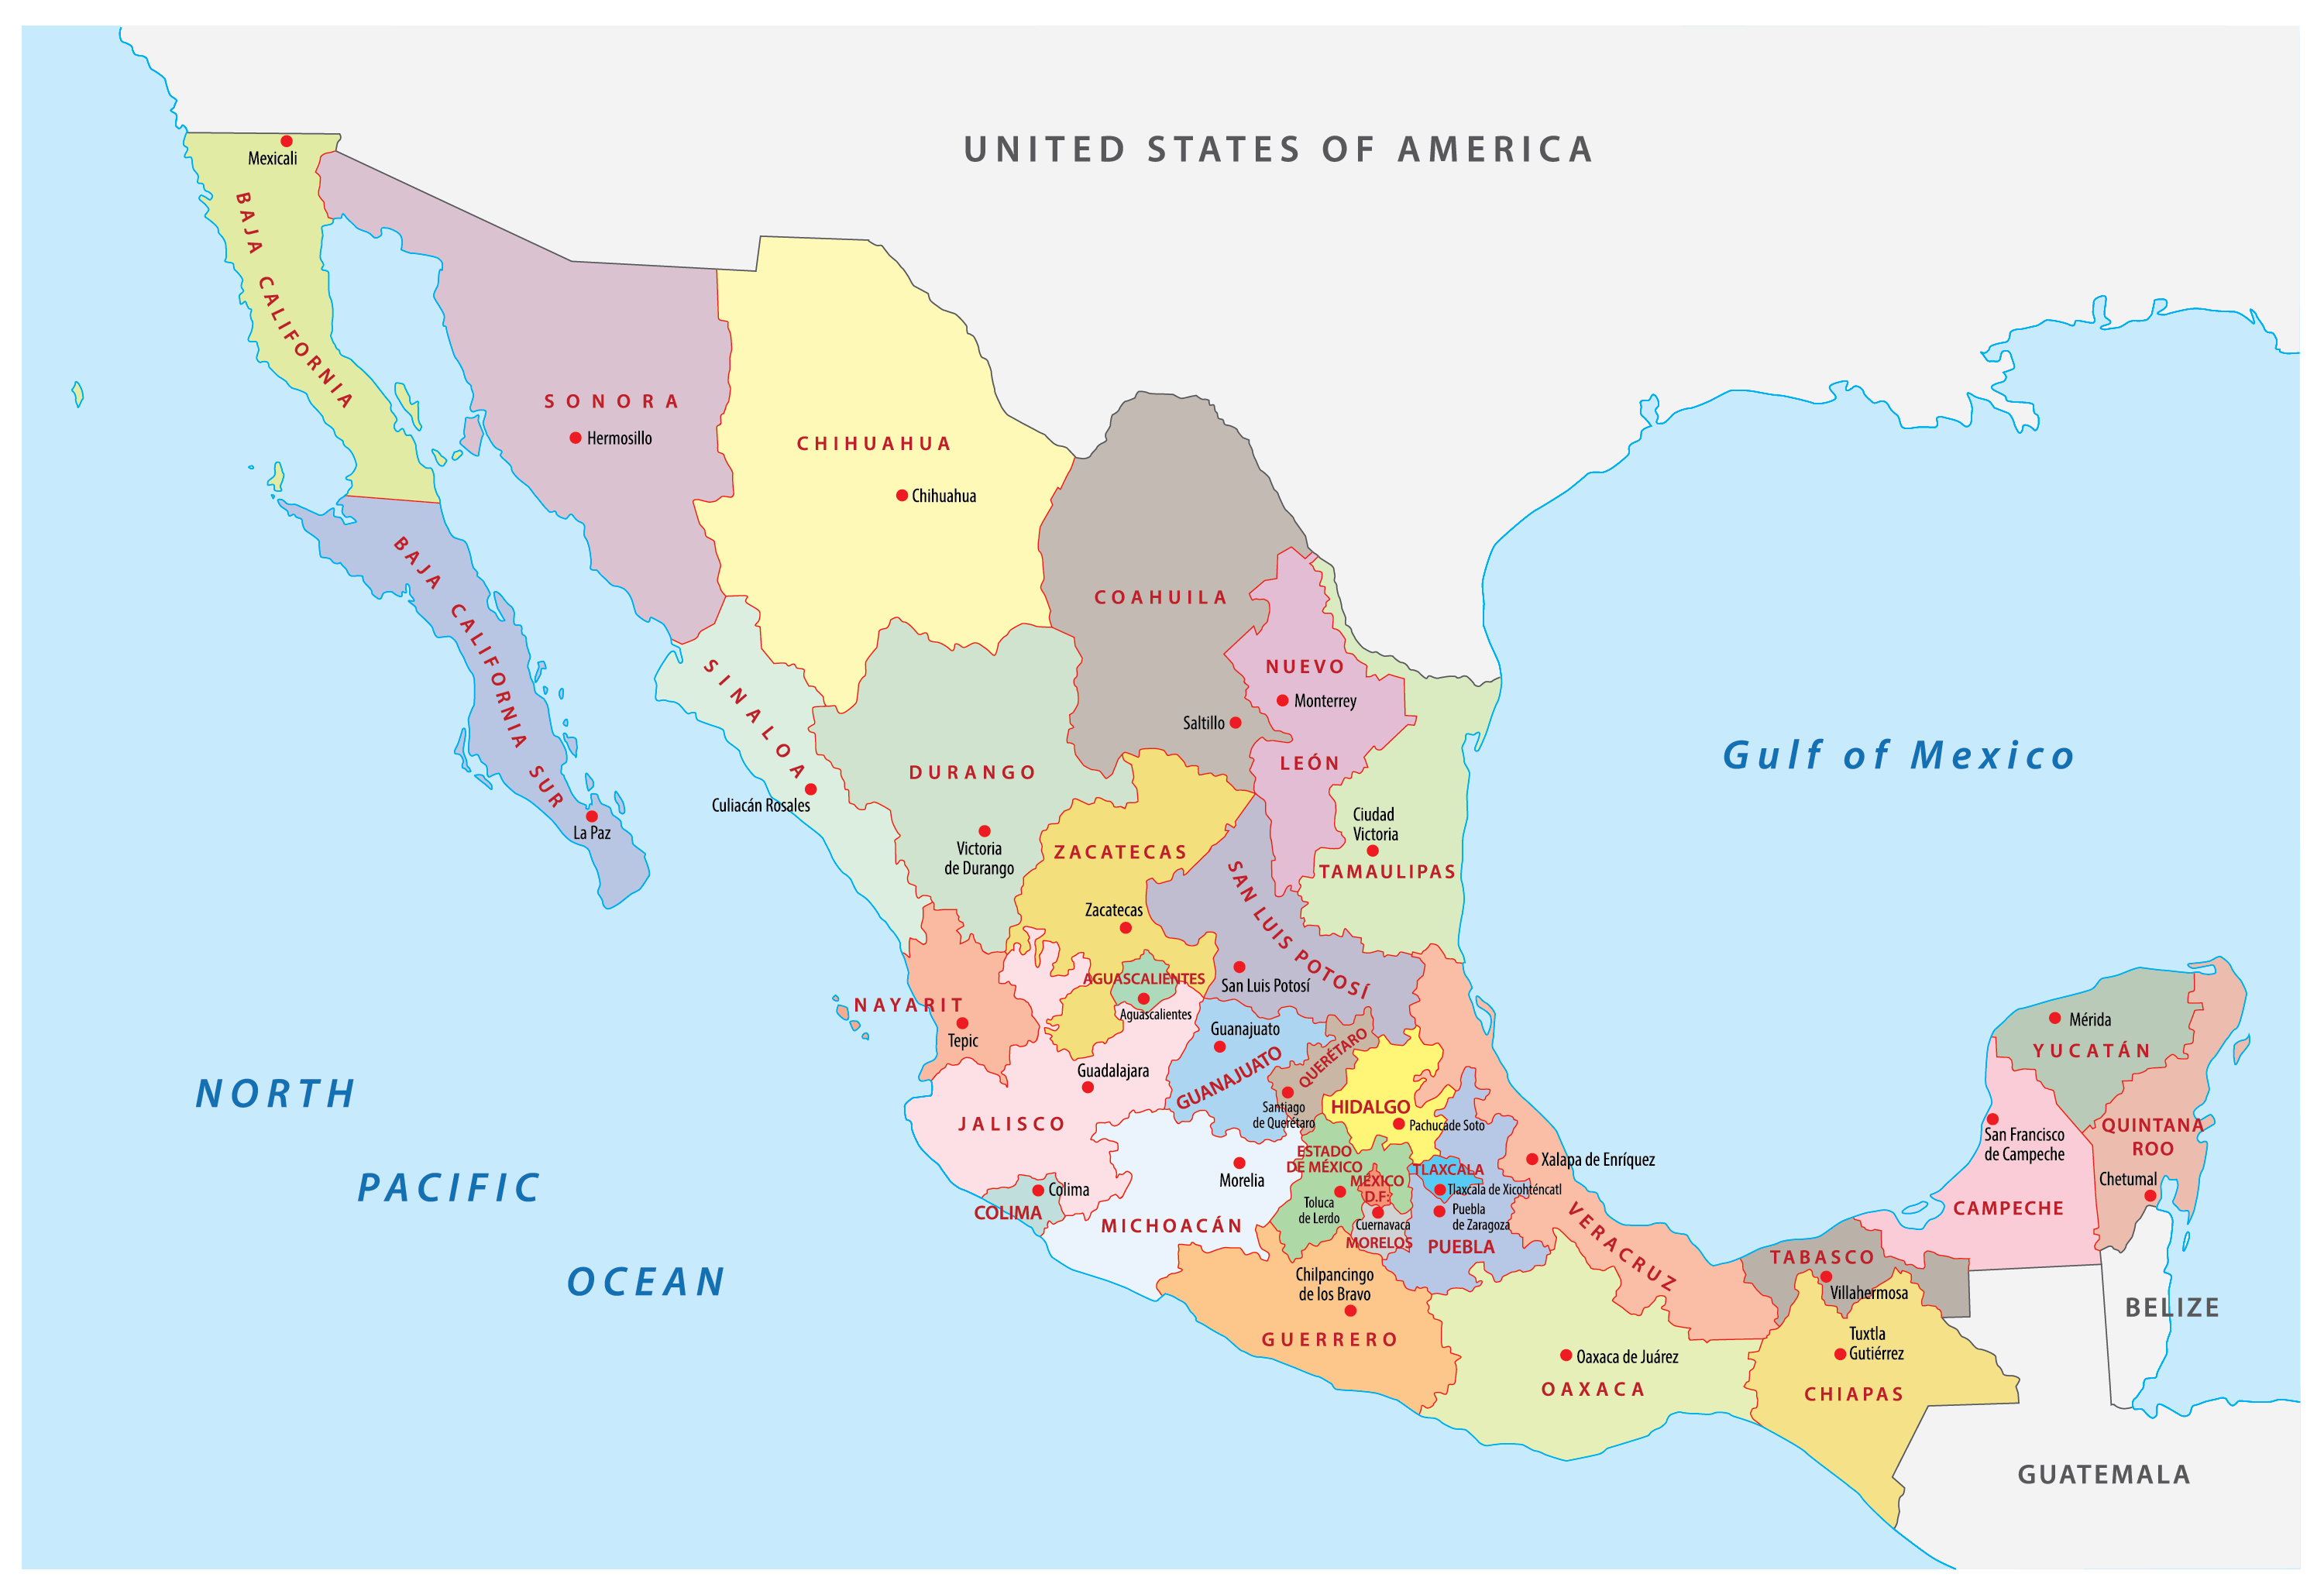 UNITED STATES OF AMERICA
Mexicali
BAJA CALIFORNIA
SONORA
Hermosillo
CHIHUAHUA
Chihuahua
BAJA CALIFORNIA SUR
La Paz
COAHUILA
Saltillo
NUEVO
Monterrey
LEÓN
SINALOA
Culiacán Rosales
DURANGO
Victoria
de Durango
Gulf of Mexico
Ciudad
Victoria
TAMAULIPAS
ZACATECAS
Zacatecas
SAN LUIS POTOSÍ
San Luis Potosí
AGUASCALIENTES
Aguascalientes
NAYARIT
Tepic
Guanajuato
GUANAJUATO
QUERÉTARO
Santiago
de Querétaro
Guadalajara
JALISCO
HIDALGO
Pachucade Soto
Mérida
YUCATÁN
QUINTANA
ROO
Chetumal
San Francisco
de Campeche
CAMPECHE
NORTH
PACIFIC
OCEAN
Colima
COLIMA
Morelia
MICHOACÁN
ESTADO
DE MÉXICO
MÉXICO
D.F.
Toluca
de Lerdo
TLAXCALA
Tlaxcala de Xicohténcatl
Puebla
de Zaragoza
PUEBLA
Cuernavaca
MORELOS
Xalapa de Enríquez
VERACRUZ
Chilpancingo
de los Bravo
GUERRERO
Oaxaca de Juárez
OAXACA
TABASCO
Villahermosa
Tuxtla
Gutiérrez
CHIAPAS
BELIZE
GUATEMALA